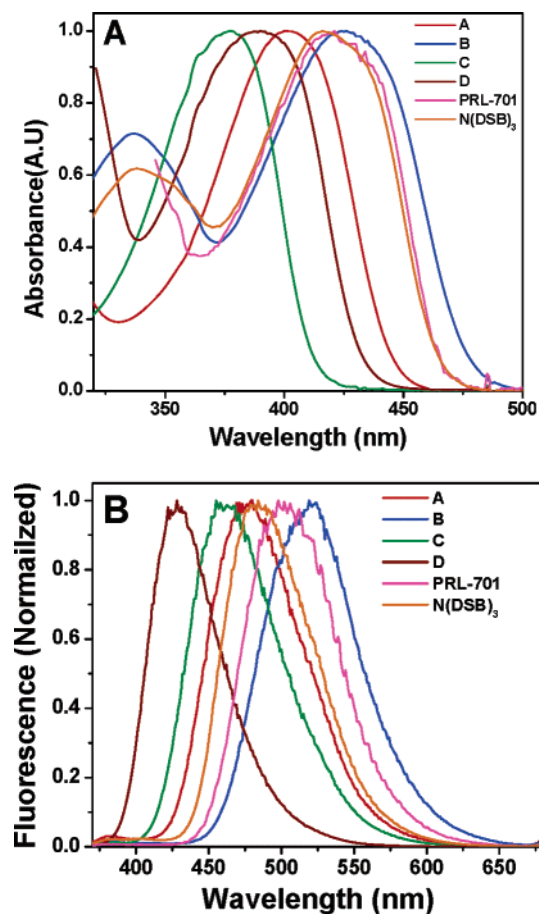 A
A
B
C
D
PRL-701
N(DSB)₃
Absorbance(A.U)
1.0
0.8
0.6
0.4
0.2
0.0
350 400 450 500
Wavelength (nm)
B
A
B
C
D
PRL-701
N(DSB)₃
Fluorescence (Normailzed)
1.0
0.8
0.6
0.4
0.2
0.0
400 450 500 550 600 650
Wavelength (nm)